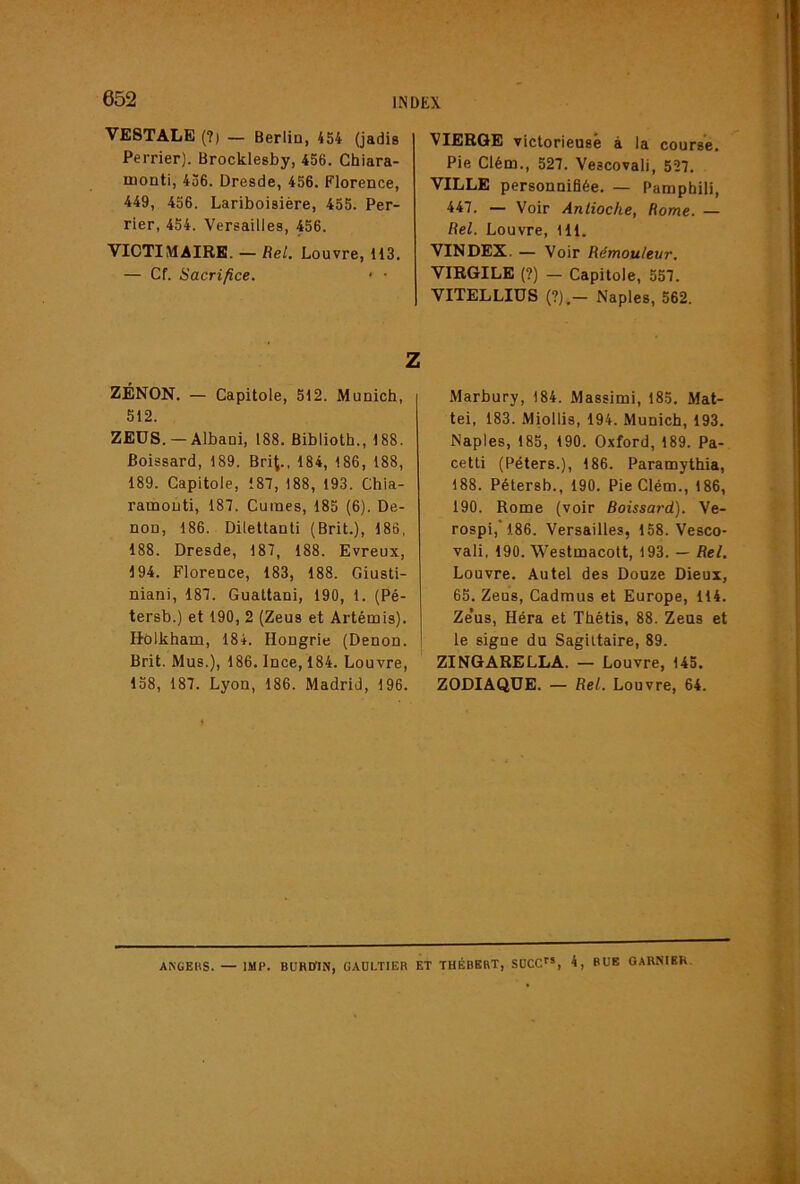 652
INDEX
VESTALE (?) — Berlin, 454 (jadis
Perrier). Brocklesby, 456. Chiara-
monti, 456. Dresde, 456. Florence,
449, 456. Lariboisière, 455. Per-
rier, 454. Versailles, 456.
VICTIMAIRE. — Rel. Louvre, 113.
— Cf. Sacrifice.
VIERGE victorieuse à la course.
Pie Clém., 527. Vescovali, 527.
VILLE personnifiée. — Pamphili,
447. — Voir Antioche, Rome. —
Rel. Louvre, 111.
VINDEX. — Voir Rémouleur.
VIRGILE (?) — Capitole, 557.
VITELLIUS (?).— Naples, 562.
Z
ZÉNON. — Capitole, 512. Munich,
512.
ZEUS. — Albani, 188. Biblioth., 188.
Boissard, 189. Brit., 184, 186, 188,
189. Capitole, 187, 188, 193. Chia-
ramonti, 187. Cumes, 185 (6). De-
non, 186. Dilettanti (Brit.), 186,
188. Dresde, 187, 188. Evreux,
194. Florence, 183, 188. Giusti-
niani, 187. Guattani, 190, 1. (Pé-
tersb.) et 190, 2 (Zeus et Artémis).
Holkham, 184. Hongrie (Denon.
Brit. Mus.), 186. Ince, 184. Louvre,
158, 187. Lyon, 186. Madrid, 196.
Marbury, 184. Massimi, 185. Mat-
tei, 183. Miollis, 194. Munich, 193.
Naples, 185, 190. Oxford, 189. Pa-
cetti (Péters.), 186. Paramythia,
188. Pétersb., 190. Pie Clém., 186,
190. Rome (voir Boissard). Ve-
rospi, 186. Versailles, 158. Vesco-
vali, 190. Westmacott, 193. — Rel.
Louvre. Autel des Douze Dieux,
65. Zeus, Cadmus et Europe, 114.
Zeus, Héra et Thétis, 88. Zeus et
le signe du Sagittaire, 89.
ZINGARELLA. — Louvre, 145.
ZODIAQUE. — Rel. Louvre, 64.
ANGERS. — IMP. BURDIN, GAULTIER ET THÉBERT, SUCCrs, 4, RUE GARNIER.